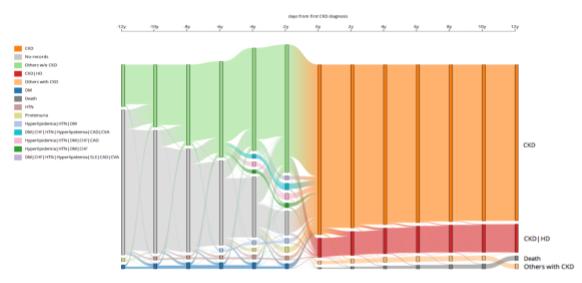 days from first CKD diagnosis
-12y -10y -8y -6y -4y -2y 0y 2y 4y 6y 8y 10y 12y
CKD
No records
Others w/o CKD
CKD|HD
Others with CKD
DM
Death
HTN
Proteinuria
Hyperlipidemia|HTN|DM
DM|CHF|HTN|Hyperlipidemia|CAD|CVA
Hyperlipidemia|HTN|DM|CHF|
Hyperlipidemia|HTN|DM|CHF
DM|CHF|HTN|Hyperlipidemia|SLE|CAD|CVA
CKD
CKD|HD
Death
Others with CKD